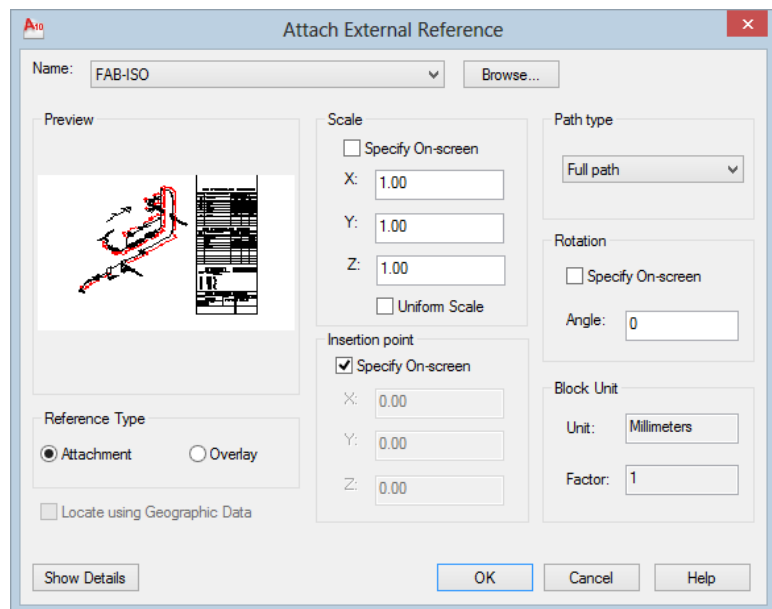 A10
Attach External Reference
Name: FAB-ISO Browse...
Preview
Scale
Specify On-screen
X: 1.00
Y: 1.00
Z: 1.00
Uniform Scale
Path type
Full path
Rotation
Specify On-screen
Angle: 0
Insertion point
Specify On-screen
X: 0.00
Y: 0.00
Z: 0.00
Block Unit
Unit: Millimeters
Factor: 1
Reference Type
Attachment Overlay
Locate using Geographic Data
Show Details OK Cancel Help